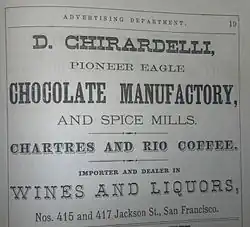 ADVERTISING DEPARTMENT. 19
D. CHIRARDELLI,
PIONEER EAGLE
CHOCOLATE MANUFACTORY,
AND SPICE MILLS.
CHARTRES AND RIO COFFEE.
IMPORTER AND DEALER IN
WINES AND LIQUORS,
Nos. 415 and 417 Jackson St., San Francisco.